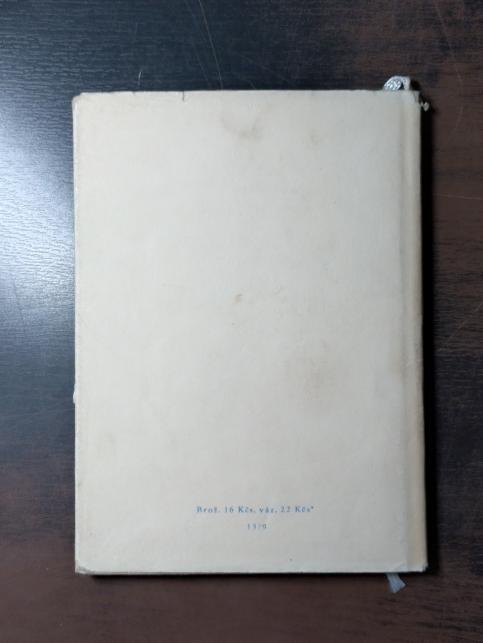 Brož. 16 Kčs, váz. 22 Kčs*